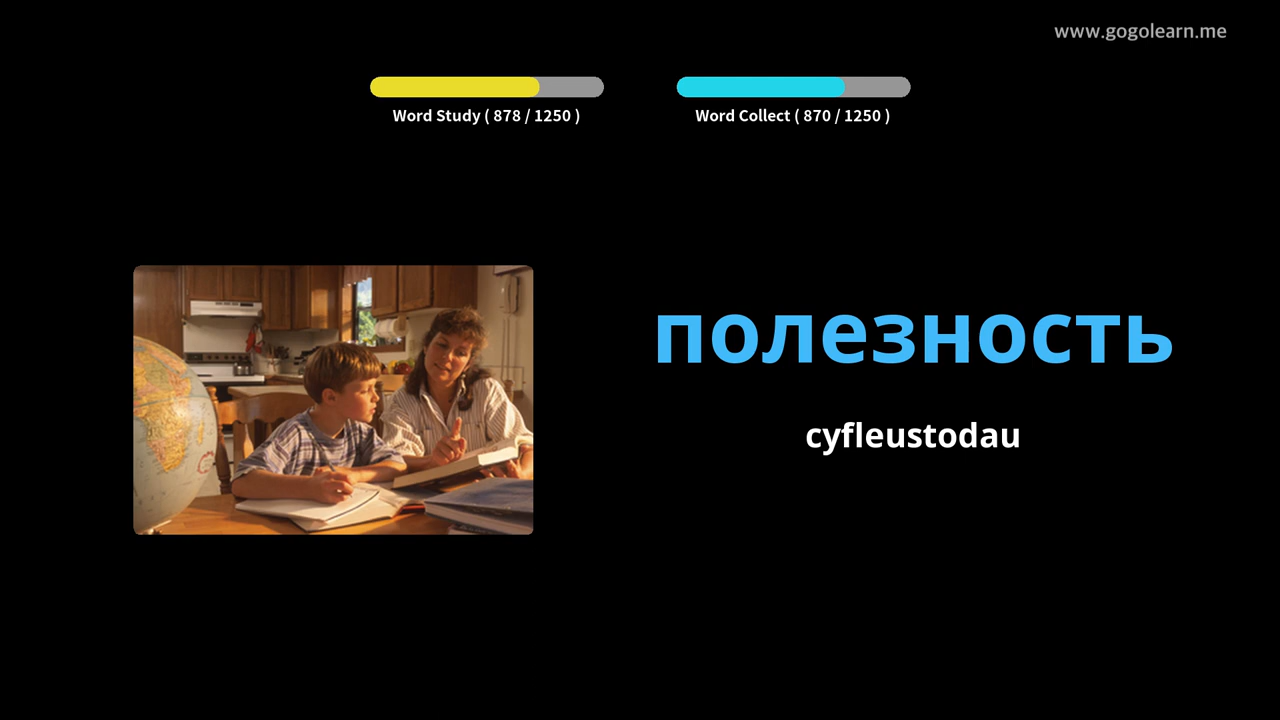 www.gogolearn.me
Word Study ( 878 / 1250 )
Word Collect ( 870 / 1250 )
полезность
cyfleustodau